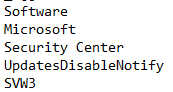 Software
Microsoft
Security Center
UpdatesDisableNotify
SVW3